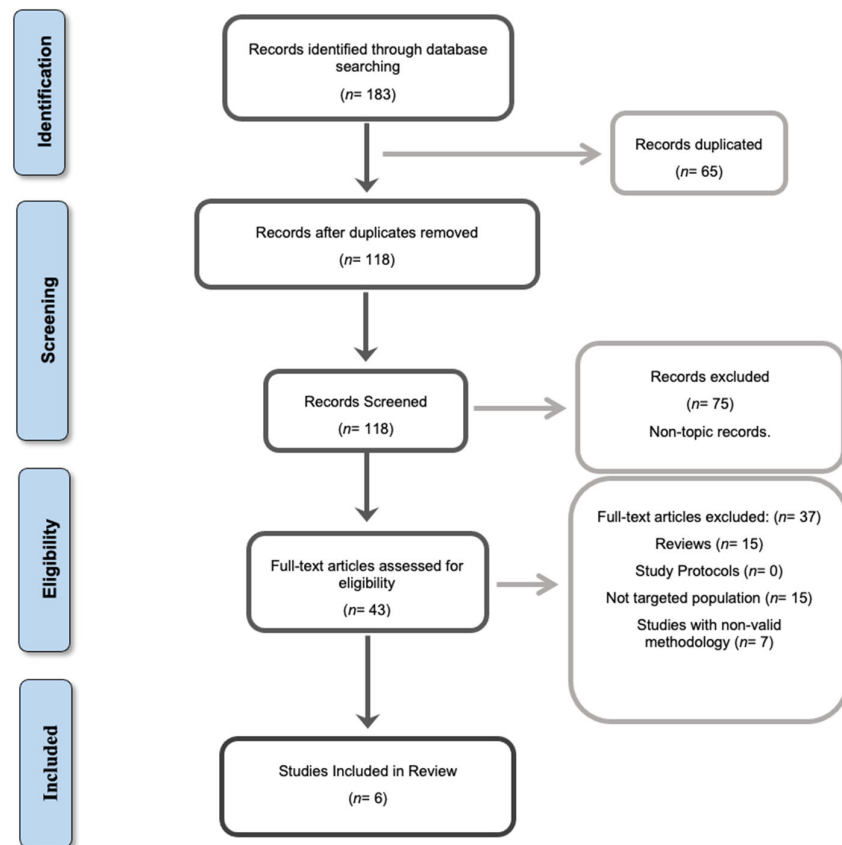 Identification
Records identified through database
searching
(n= 183)
Records duplicated
(n= 65)
Screening
Records after duplicates removed
(n= 118)
Records Screened
(n= 118)
Records excluded
(n= 75)
Non-topic records.
Eligibility
Full-text articles assessed for
eligibility
(n= 43)
Full-text articles excluded: (n= 37)
Reviews (n= 15)
Study Protocols (n= 0)
Not targeted population (n= 15)
Studies with non-valid
methodology (n= 7)
Included
Studies Included in Review
(n= 6)